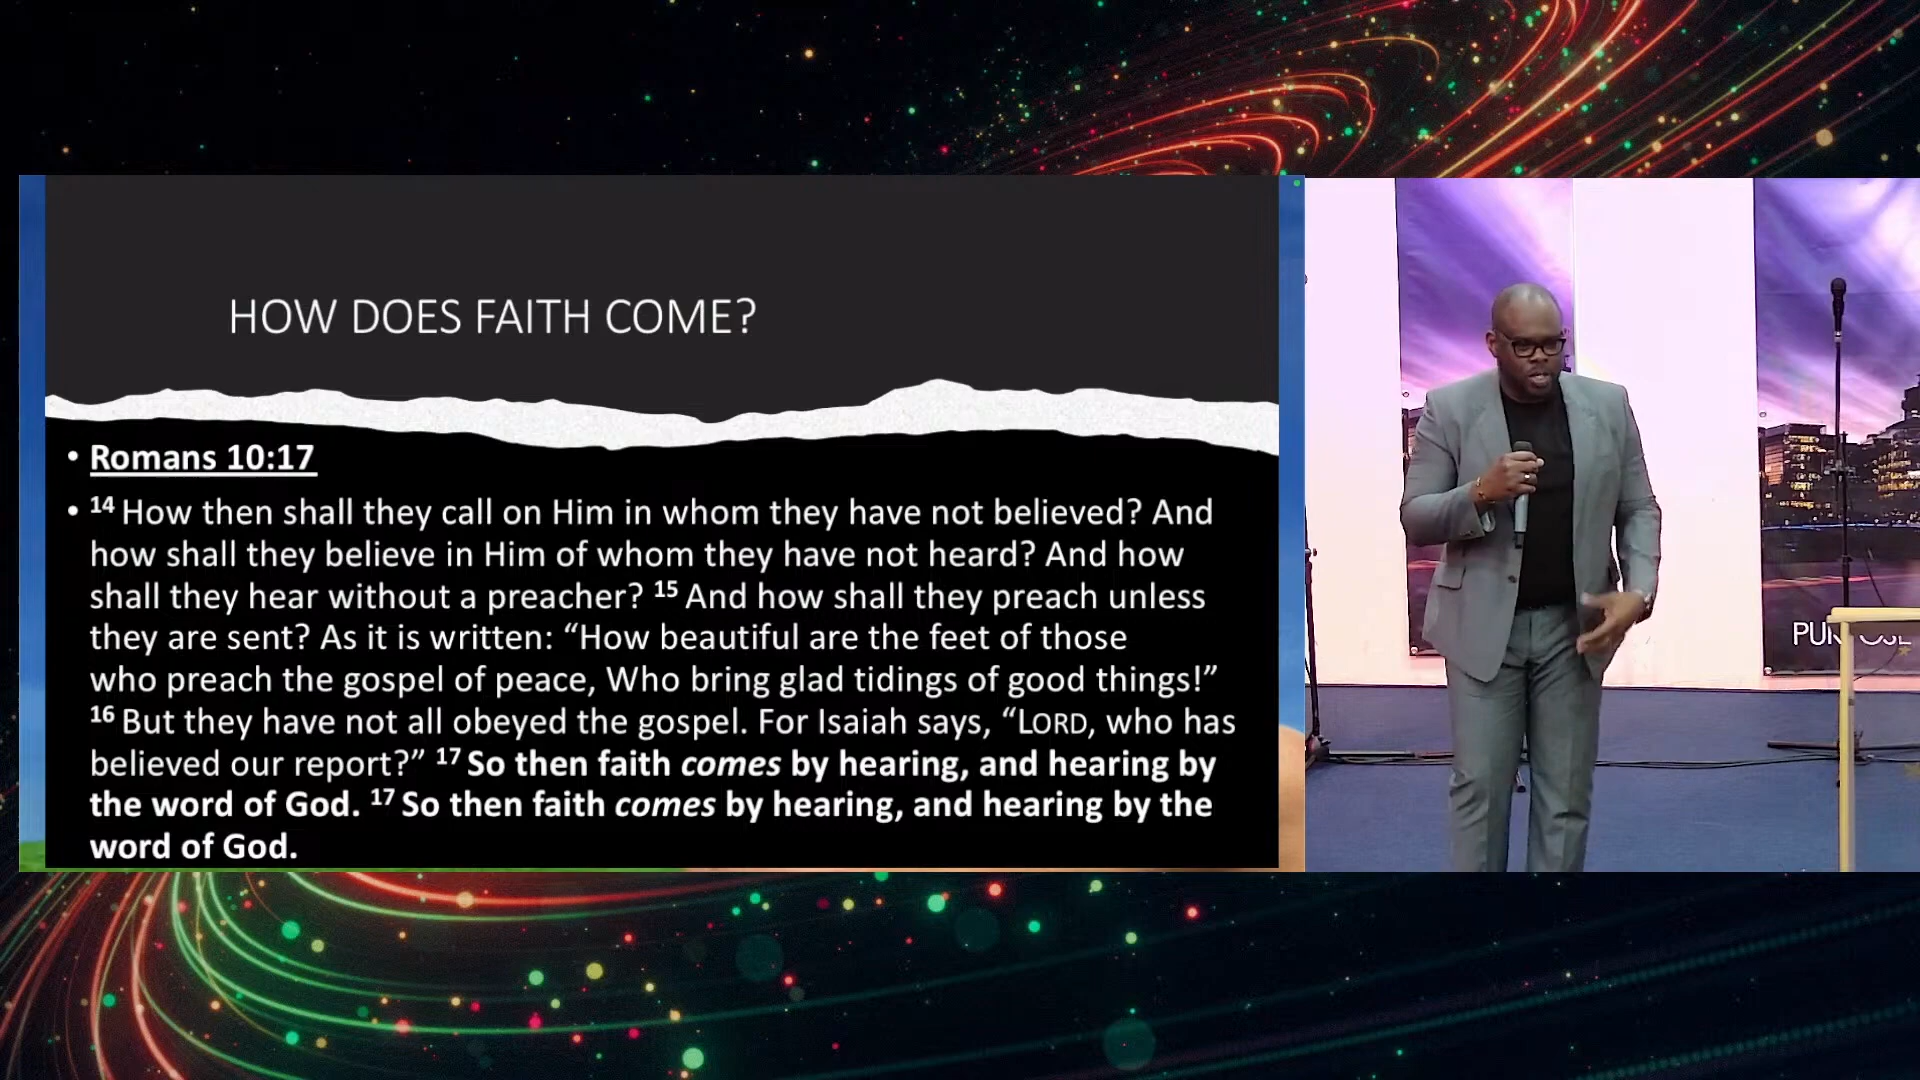 HOW DOES FAITH COME?
• Romans 10:17
• 14 How then shall they call on Him in whom they have not believed? And
how shall they believe in Him of whom they have not heard? And how
shall they hear without a preacher? 15 And how shall they preach unless
they are sent? As it is written: “How beautiful are the feet of those
who preach the gospel of peace, Who bring glad tidings of good things!”
16 But they have not all obeyed the gospel. For Isaiah says, “LORD, who has
believed our report?” 17 So then faith comes by hearing, and hearing by
the word of God. 17 So then faith comes by hearing, and hearing by the
word of God.